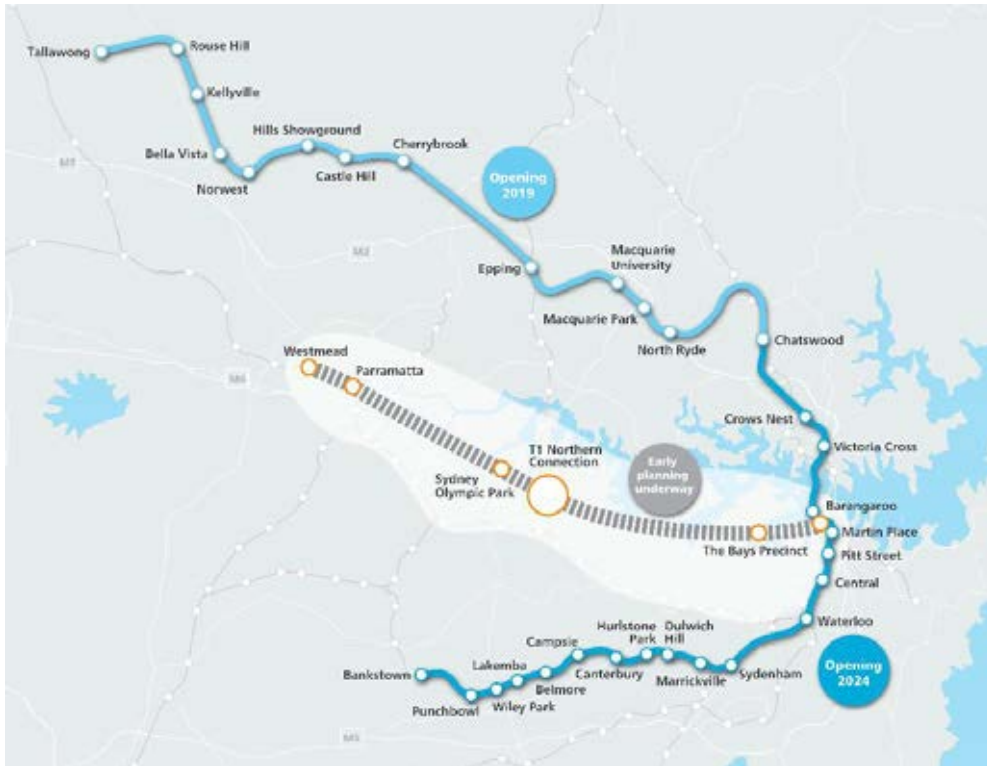 Tallawong
Rouse Hill
Kellyville
Bella Vista
Norwest
Hills Showground
Castle Hill
Cherrybrook
Opening
2019
M2
Epping
Macquarie
University
Macquarie Park
North Ryde
Chatswood
Crows Nest
Victoria Cross
M4
Westmead
Parramatta
Sydney
Olympic Park
T1 Northern
Connection
Early
planning
underway
The Bays Precinct
Barangaroo
Martin Place
Pitt Street
Central
Waterloo
Opening
2024
Bankstown
Punchbowl
Wiley Park
Lakemba
Belmore
Campsie
Canterbury
Hurlstone
Park
Dulwich
Hill
Marrickville
Sydenham
M5